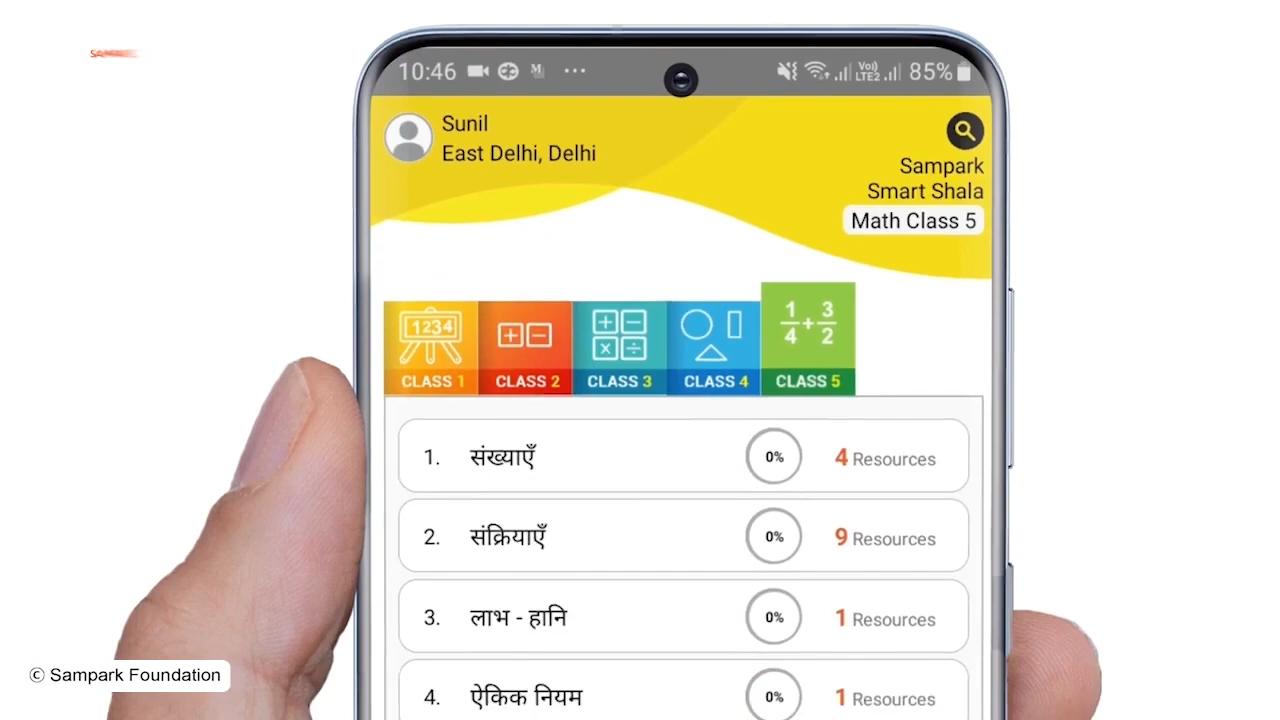 10:46
Vo)
LTE2
85%
Sunil
East Delhi, Delhi
Sampark
Smart Shala
Math Class 5
1234
CLASS 1
CLASS 2
CLASS 3
CLASS 4
1/4 + 3/2
CLASS 5
1. संख्याएँ 0% 4 Resources
2. संक्रियाएँ 0% 9 Resources
3. लाभ - हानि 0% 1 Resources
4. ऐकिक नियम 0% 1 Resources
© Sampark Foundation